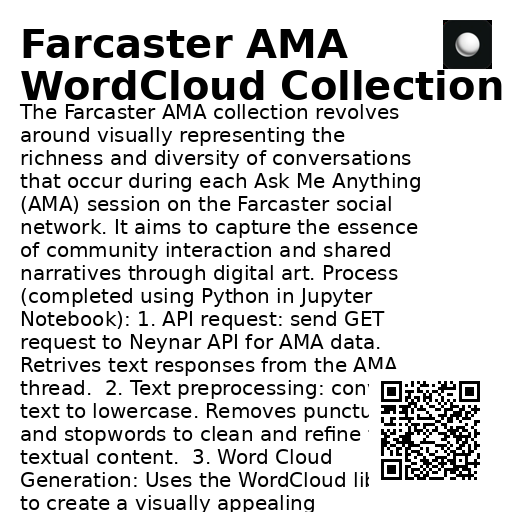 Farcaster AMA
WordCloud Collection
The Farcaster AMA collection revolves
around visually representing the
richness and diversity of conversations
that occur during each Ask Me Anything
(AMA) session on the Farcaster social
network. It aims to capture the essence
of community interaction and shared
narratives through digital art. Process
(completed using Python in Jupyter
Notebook): 1. API request: send GET
request to Neynar API for AMA data.
Retrives text responses from the AMA
thread.  2. Text preprocessing:
text to lowercase. Removes
and stopwords to clean and refine
textual content.  3. Word Cloud
Generation: Uses the WordCloud
to create a visually appealing